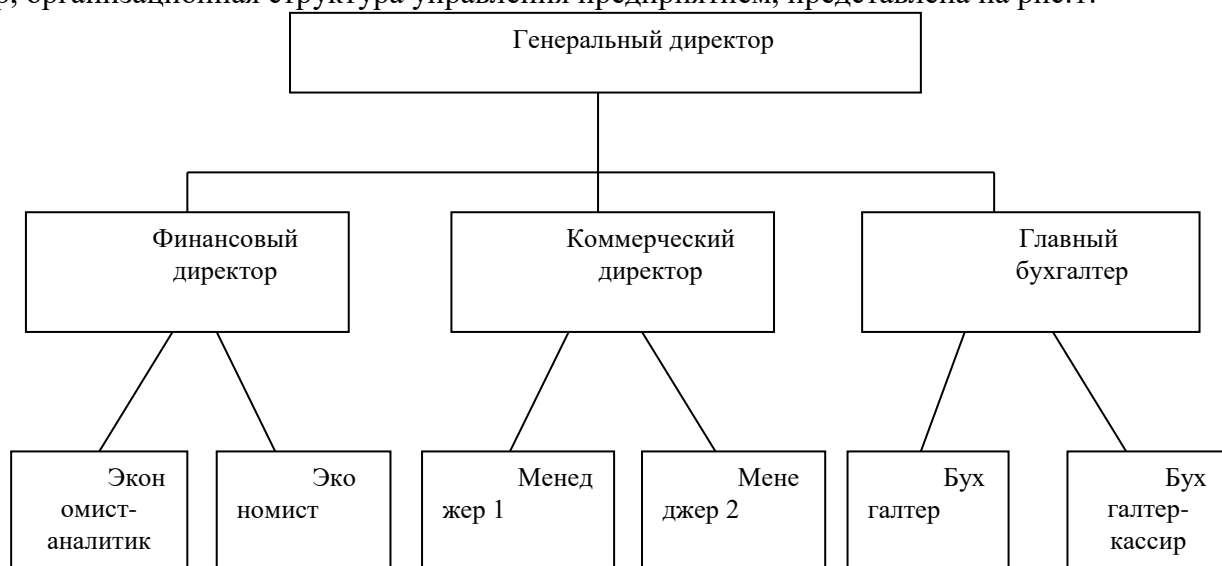 организационная структура управления предприятием, представлена на рис.1.
Генеральный директор
Финансовый
директор
Коммерческий
директор
Главный
бухгалтер
Экон
омист-
аналитик
Эко
номист
Менед
жер 1
Мене
джер 2
Бух
галтер
Бух
галтер-
кассир